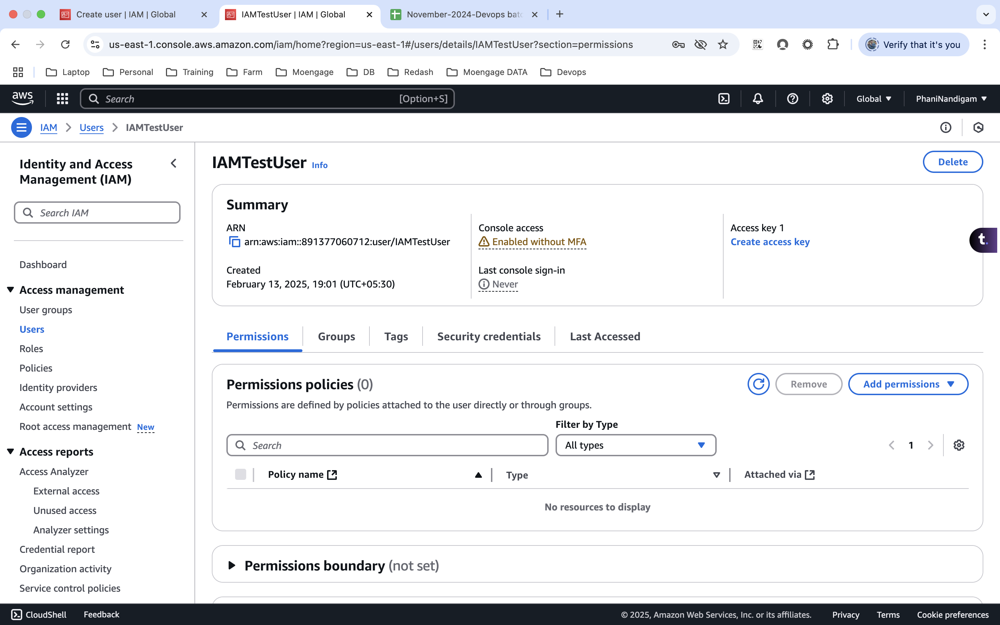 Create user | IAM | Global
IAMTestUser | IAM | Global
November-2024-Devops batc
us-east-1.console.aws.amazon.com/iam/home?region=us-east-1#/users/details/IAMTestUser?section=permissions
Verify that it's you
Laptop
Personal
Training
Farm
Moengage
DB
Redash
Moengage DATA
Devops
aws
Search
[Option+S]
Global
PhaniNandigam
IAM
Users
IAMTestUser
Identity and Access
Management (IAM)
Search IAM
Dashboard
Access management
User groups
Users
Roles
Policies
Identity providers
Account settings
Root access management New
Access reports
Access Analyzer
External access
Unused access
Analyzer settings
Credential report
Organization activity
Service control policies
IAMTestUser Info
Delete
Summary
ARN
arn:aws:iam::891377060712:user/IAMTestUser
Created
February 13, 2025, 19:01 (UTC+05:30)
Console access
Enabled without MFA
Last console sign-in
Never
Access key 1
Create access key
t.
Permissions
Groups
Tags
Security credentials
Last Accessed
Permissions policies (0)
Remove
Add permissions
Permissions are defined by policies attached to the user directly or through groups.
Filter by Type
Search
All types
1
Policy name
Type
Attached via
No resources to display
Permissions boundary (not set)
CloudShell
Feedback
© 2025, Amazon Web Services, Inc. or its affiliates.
Privacy
Terms
Cookie preferences